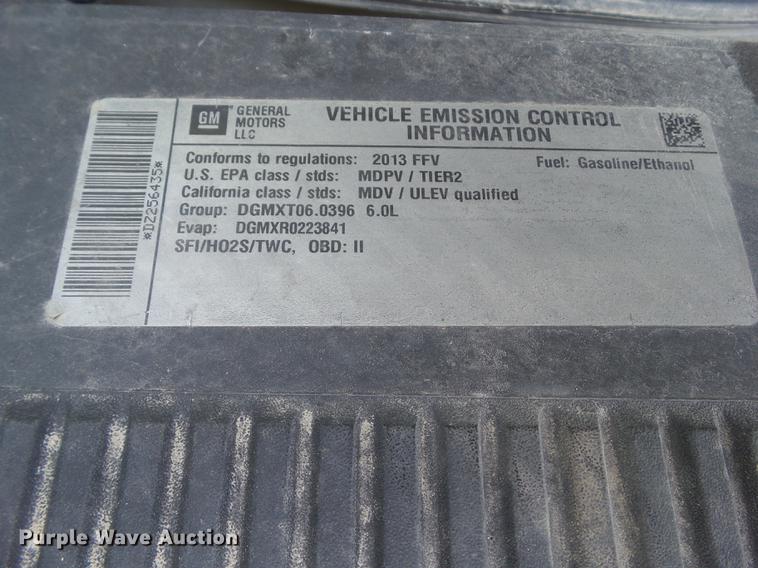 GM GENERAL MOTORS LLC
VEHICLE EMISSION CONTROL INFORMATION
Conforms to regulations: 2013 FFV Fuel: Gasoline/Ethanol
U.S. EPA class / stds: MDPV / TIER2
California class / stds: MDV / ULEV qualified
Group: DGMXT06.0396 6.0L
Evap: DGMXR0223841
SFI/HO2S/TWC, OBD: II
*DZ256435*
Purple Wave Auction